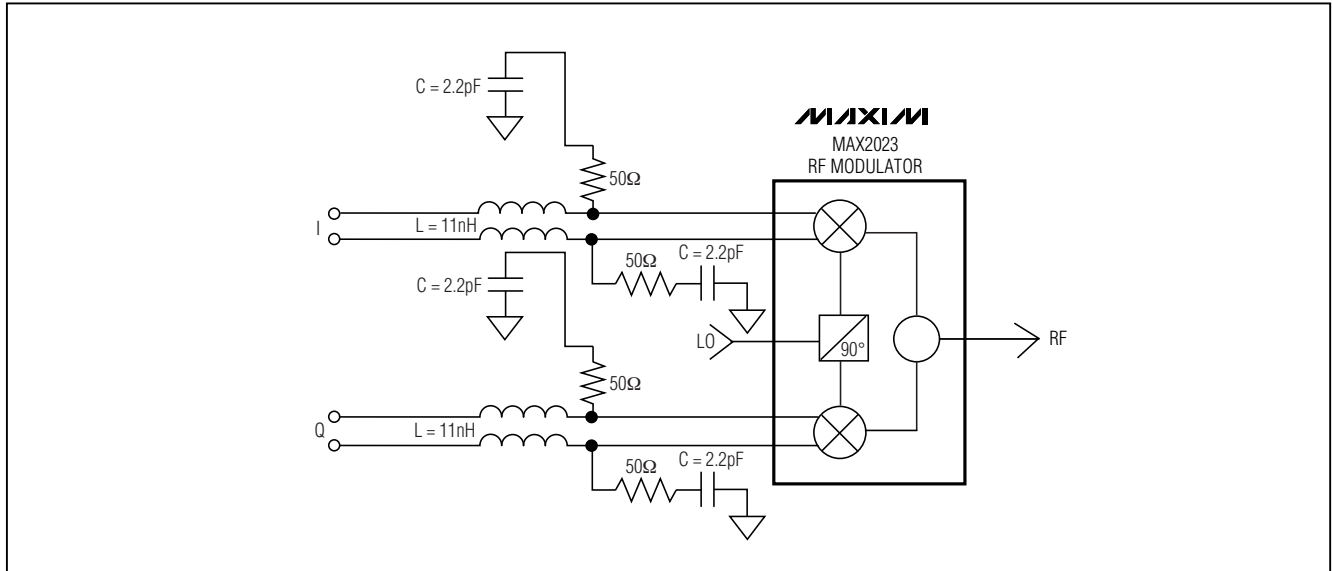 C = 2.2pF
MAXIM
MAX2023
RF MODULATOR
50Ω
I
L = 11nH
50Ω
C = 2.2pF
C = 2.2pF
LO
90°
RF
50Ω
Q
L = 11nH
50Ω
C = 2.2pF